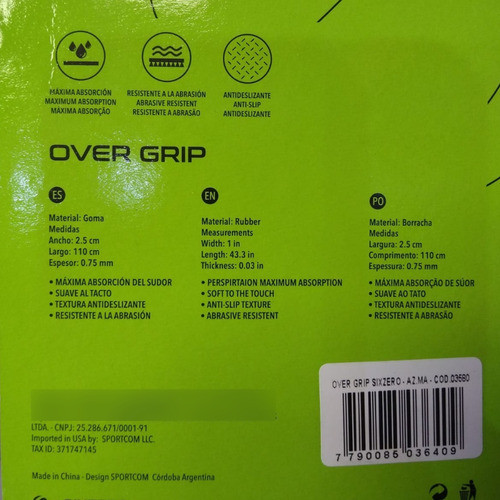 MÁXIMA ABSORCIÓN
MAXIMUM ABSORPTION
MÁXIMA ABSORÇÃO
RESISTENTE A LA ABRASIÓN
ABRASIVE RESISTENT
RESISTENTE A ABRASÃO
ANTIDESLIZANTE
ANTI-SLIP
ANTIDESLIZANTE
OVER GRIP
ES
Material: Goma
Medidas
Ancho: 2.5 cm
Largo: 110 cm
Espesor: 0.75 mm
• MÁXIMA ABSORCIÓN DEL SUDOR
• SUAVE AL TACTO
• TEXTURA ANTIDESLIZANTE
• RESISTENTE A LA ABRASIÓN
EN
Material: Rubber
Measurements
Width: 1 in
Length: 43.3 in
Thickness: 0.03 in
• PERSPIRTAION MAXIMUM ABSORPTION
• SOFT TO THE TOUCH
• ANTI-SLIP TEXTURE
• ABRASIVE RESISTENT
PO
Material: Borracha
Medidas
Largura: 2.5 cm
Comprimento: 110 cm
Espessura: 0.75 mm
• MÁXIMA ABSORÇÃO DE SÚOR
• SUAVE AO TATO
• TEXTURA ANTIDESLIZANTE
• RESISTENTE A ABRASÃO
LTDA. - CNPJ: 25.286.671/0001-91
Imported in USA by: SPORTCOM LLC.
TAX ID: 371747145
Made in China - Design SPORTCOM Córdoba Argentina
OVER GRIP SIXZERO - AZ.MA - COD.03680
7 790085 036409